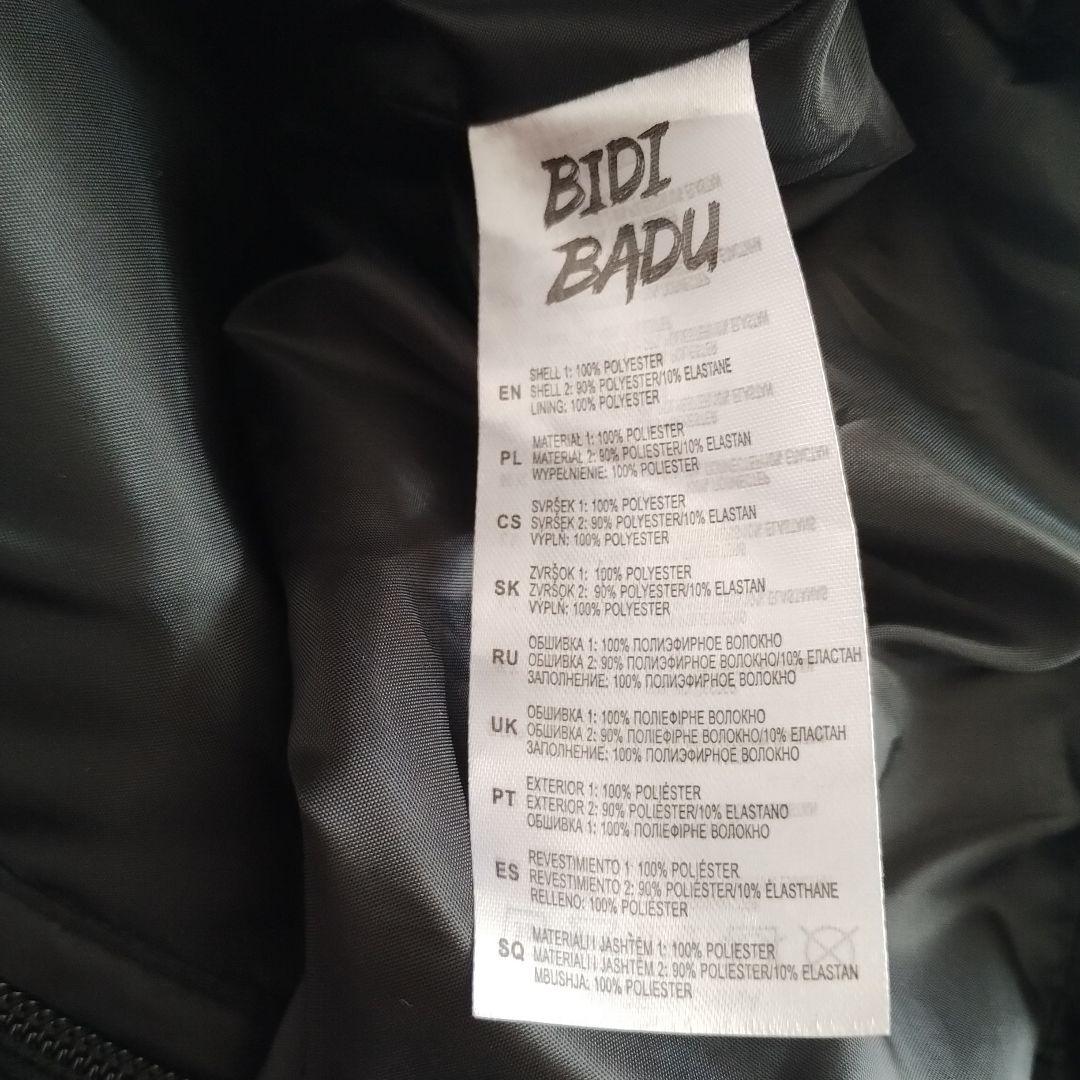 BIDI
BADU
EN
SHELL 1: 100% POLYESTER
SHELL 2: 90% POLYESTER/10% ELASTANE
LINING: 100% POLYESTER
PL
MATERIAŁ 1: 100% POLIESTER
MATERIAŁ 2: 90% POLIESTER/10% ELASTAN
WYPEŁNIENIE: 100% POLIESTER
CS
SVRŠEK 1: 100% POLYESTER
SVRŠEK 2: 90% POLYESTER/10% ELASTAN
VÝPLŇ: 100% POLYESTER
SK
ZVRŠOK 1: 100% POLYESTER
ZVRŠOK 2: 90% POLYESTER/10% ELASTAN
VÝPLŇ: 100% POLYESTER
RU
ОБШИВКА 1: 100% ПОЛИЭФИРНОЕ ВОЛОКНО
ОБШИВКА 2: 90% ПОЛИЭФИРНОЕ ВОЛОКНО/10% ЕЛАСТАН
ЗАПОЛНЕНИЕ: 100% ПОЛИЭФИРНОЕ ВОЛОКНО
UK
ОБШИВКА 1: 100% ПОЛІЕФІРНЕ ВОЛОКНО
ОБШИВКА 2: 90% ПОЛІЕФІРНЕ ВОЛОКНО/10% ЕЛАСТАН
ЗАПОЛНЕНИЕ: 100% ПОЛИЭФИРНОЕ ВОЛОКНО
PT
EXTERIOR 1: 100% POLIÉSTER
EXTERIOR 2: 90% POLIÉSTER/10% ELASTANO
ОБШИВКА 1: 100% ПОЛІЕФІРНЕ ВОЛОКНО
ES
REVESTIMIENTO 1: 100% POLIÉSTER
REVESTIMIENTO 2: 90% POLIÉSTER/10% ÉLASTHANE
RELLENO: 100% POLIÉSTER
SQ
MATERIALI I JASHTËM 1: 100% POLIESTER
MATERIALI I JASHTËM 2: 90% POLIESTER/10% ELASTAN
MBUSHJA: 100% POLIESTER